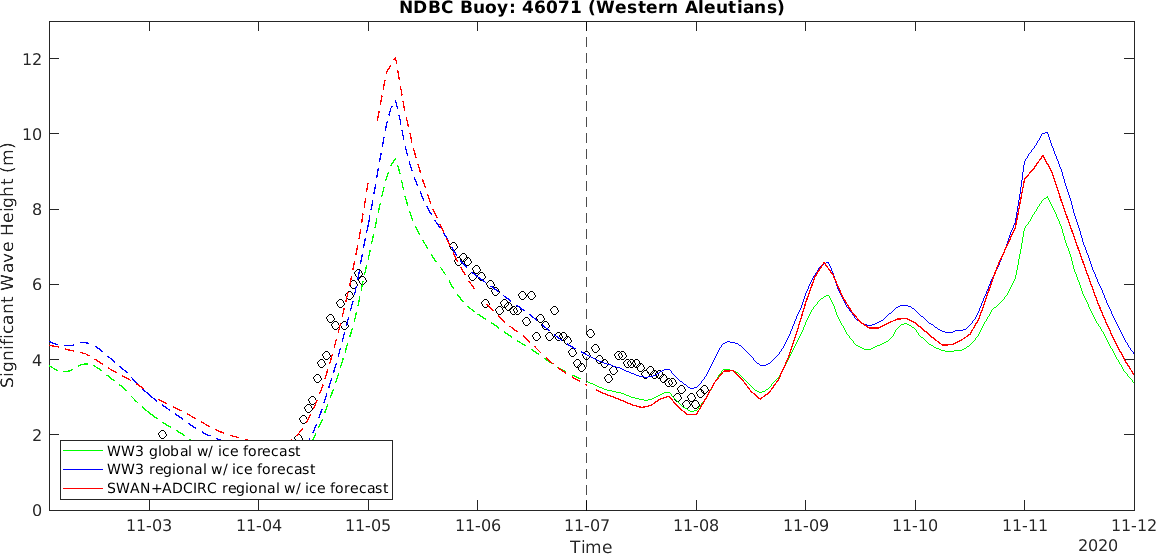 NDBC Buoy: 46071 (Western Aleutians)
Significant Wave Height (m)
12
10
8
6
4
2
0
WW3 global w/ ice forecast
WW3 regional w/ ice forecast
SWAN+ADCIRC regional w/ ice forecast
11-03 11-04 11-05 11-06 11-07 11-08 11-09 11-10 11-11 11-12
Time
2020